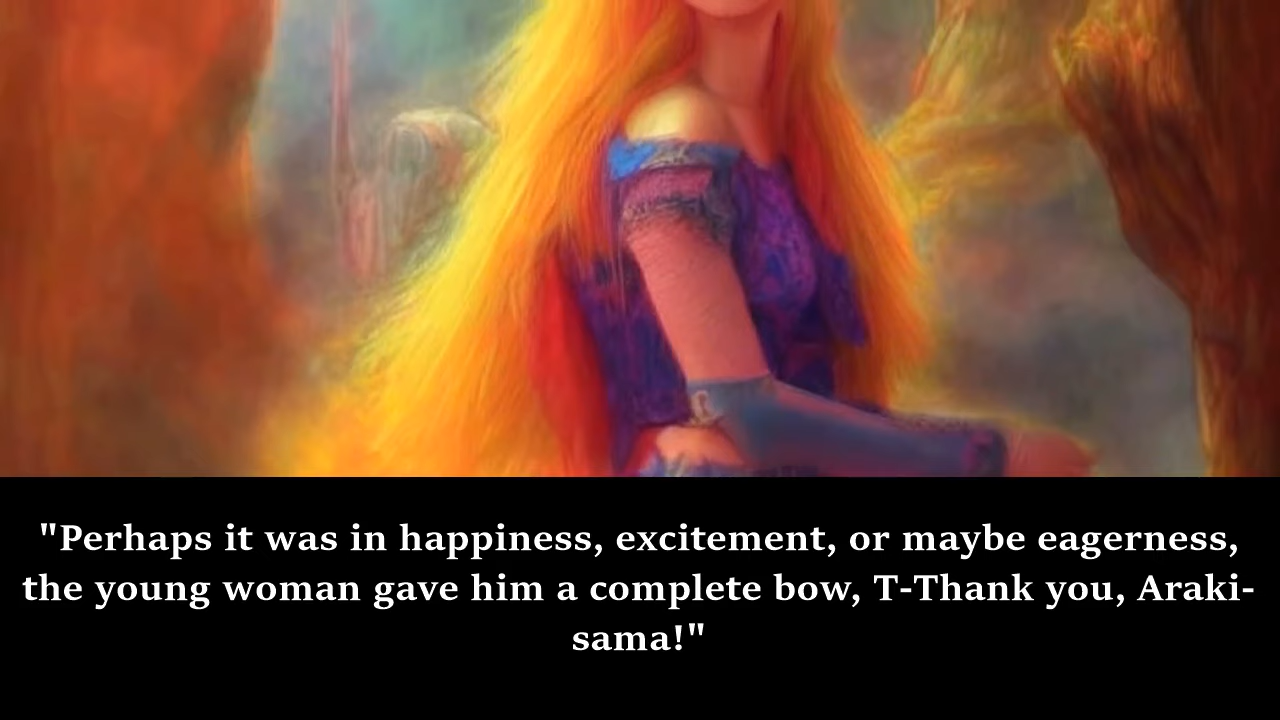 "Perhaps it was in happiness, excitement, or maybe eagerness,
the young woman gave him a complete bow, T-Thank you, Araki-
sama!"